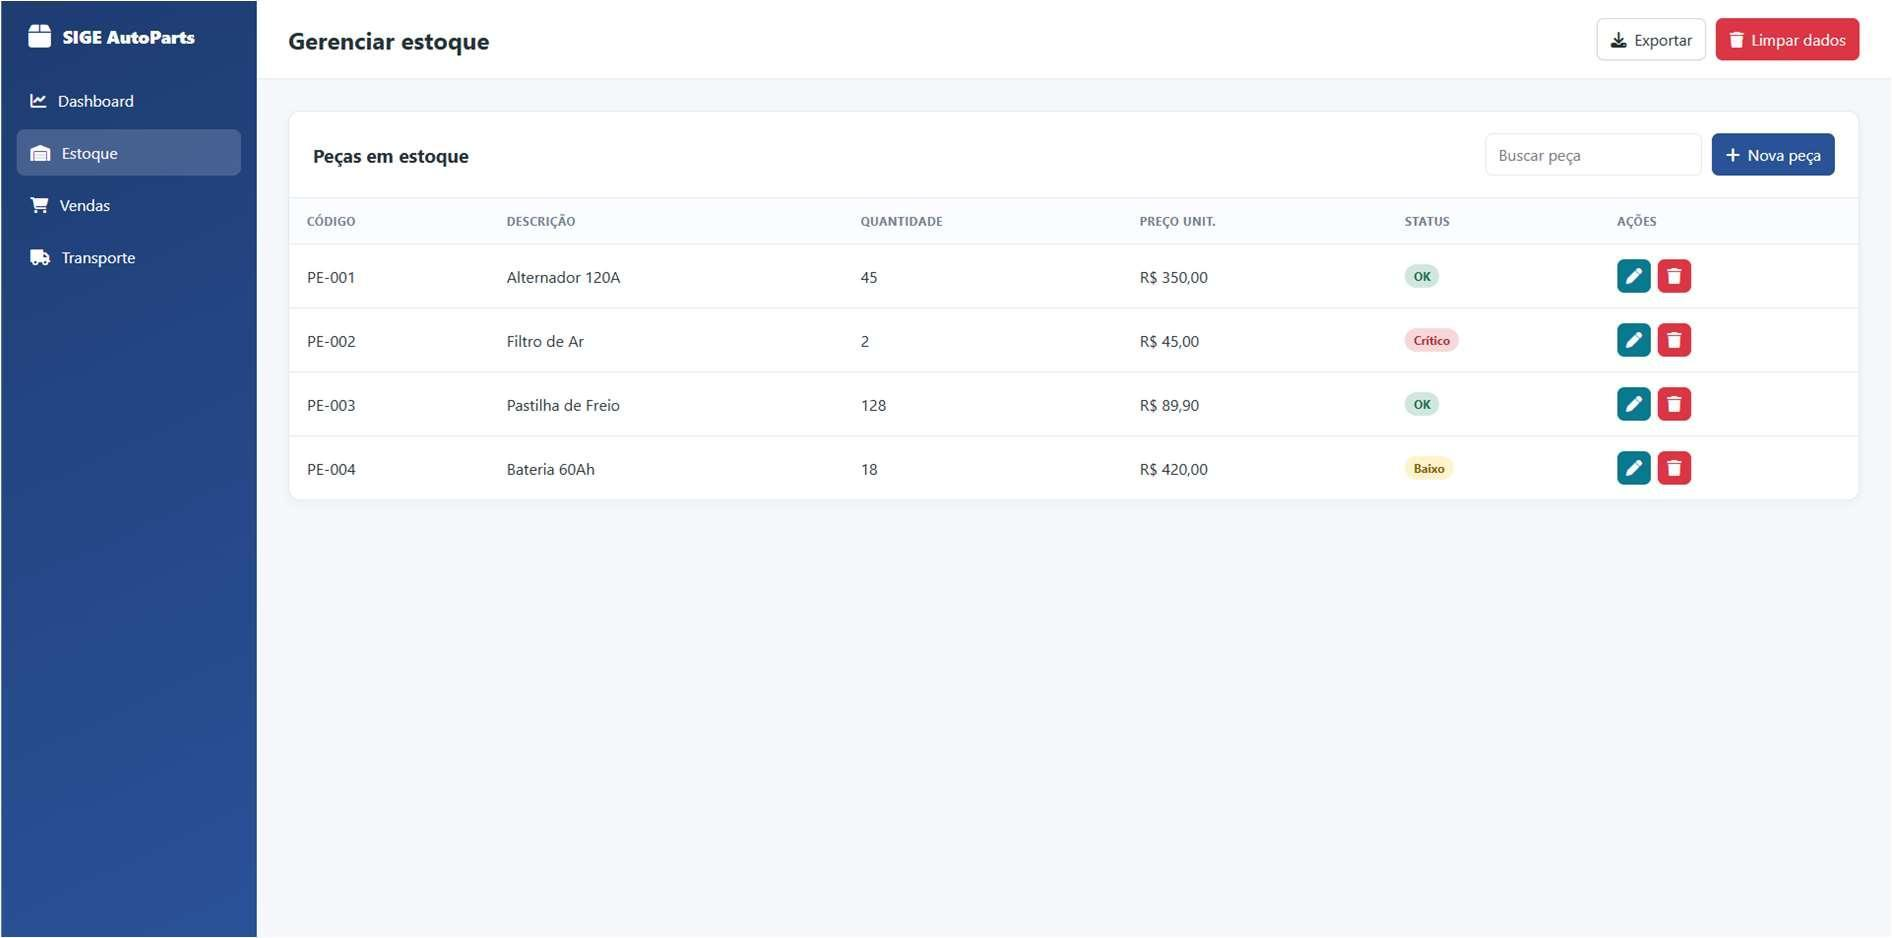 SIGE AutoParts
Dashboard
Estoque
Vendas
Transporte
Gerenciar estoque
Exportar
Limpar dados
Peças em estoque
Buscar peça
Nova peça
CÓDIGO DESCRIÇÃO QUANTIDADE PREÇO UNIT. STATUS AÇÕES
PE-001 Alternador 120A 45 R$ 350,00 OK
PE-002 Filtro de Ar 2 R$ 45,00 Crítico
PE-003 Pastilha de Freio 128 R$ 89,90 OK
PE-004 Bateria 60Ah 18 R$ 420,00 Baixo